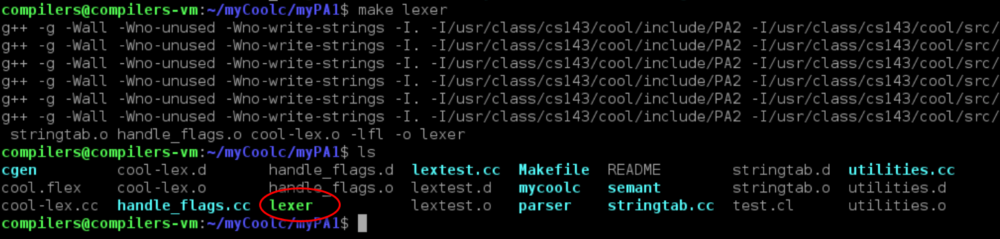 compilers@compilers-vm:~/myCoolc/myPA1$ make lexer
g++ -g -Wall -Wno-unused -Wno-write-strings -I. -I/usr/class/cs143/cool/include/PA2 -I/usr/class/cs143/cool/src/
g++ -g -Wall -Wno-unused -Wno-write-strings -I. -I/usr/class/cs143/cool/include/PA2 -I/usr/class/cs143/cool/src/
g++ -g -Wall -Wno-unused -Wno-write-strings -I. -I/usr/class/cs143/cool/include/PA2 -I/usr/class/cs143/cool/src/
g++ -g -Wall -Wno-unused -Wno-write-strings -I. -I/usr/class/cs143/cool/include/PA2 -I/usr/class/cs143/cool/src/
g++ -g -Wall -Wno-unused -Wno-write-strings -I. -I/usr/class/cs143/cool/include/PA2 -I/usr/class/cs143/cool/src/
g++ -g -Wall -Wno-unused -Wno-write-strings -I. -I/usr/class/cs143/cool/include/PA2 -I/usr/class/cs143/cool/src/
 stringtab.o handle_flags.o cool-lex.o -lfl -o lexer
compilers@compilers-vm:~/myCoolc/myPA1$ ls
cgen cool-lex.d handle_flags.d lextest.cc Makefile README stringtab.d utilities.cc
cool.flex cool-lex.o handle_flags.o lextest.d mycoolc semant stringtab.o utilities.d
cool-lex.cc handle_flags.cc lexer lextest.o parser stringtab.cc test.cl utilities.o
compilers@compilers-vm:~/myCoolc/myPA1$